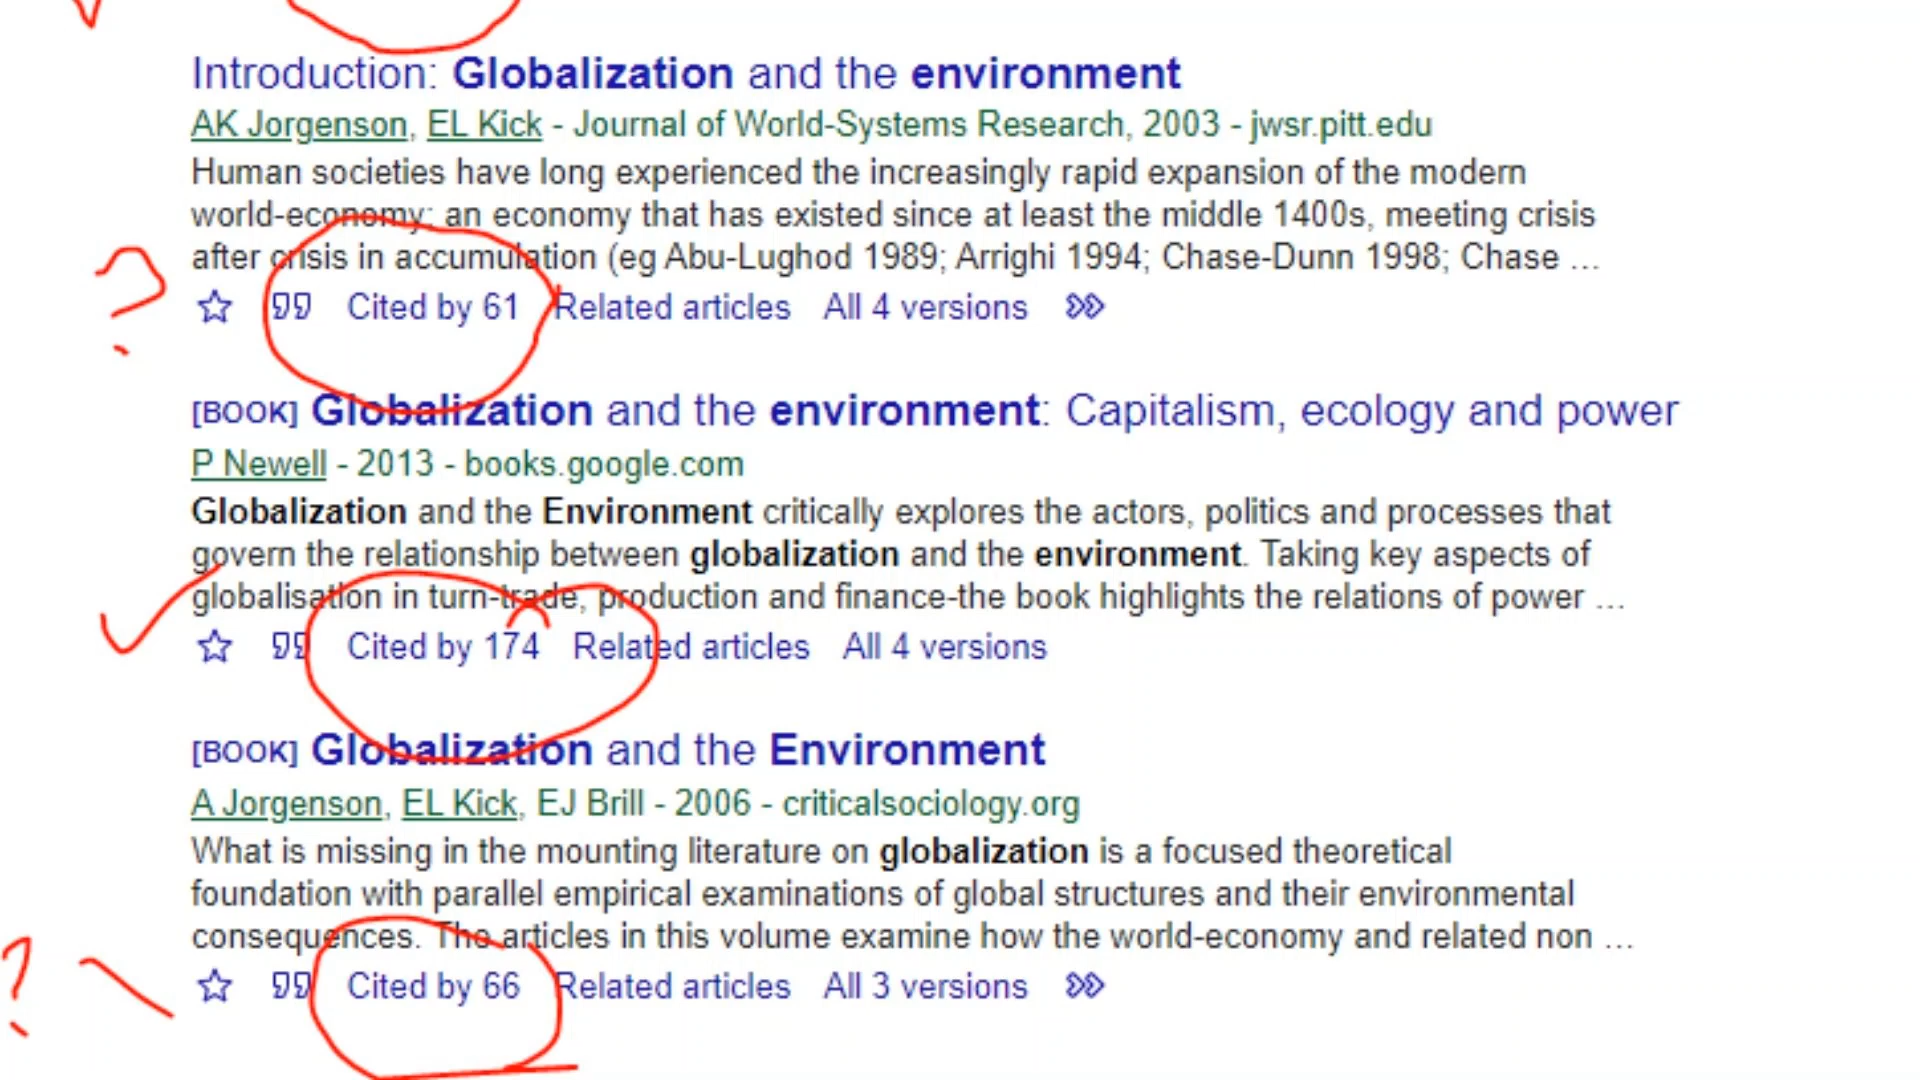 Introduction: Globalization and the environment
AK Jorgenson, EL Kick - Journal of World-Systems Research, 2003 - jwsr.pitt.edu
Human societies have long experienced the increasingly rapid expansion of the modern
world-economy; an economy that has existed since at least the middle 1400s, meeting crisis
after crisis in accumulation (eg Abu-Lughod 1989; Arrighi 1994; Chase-Dunn 1998; Chase ...
? Cited by 61 Related articles All 4 versions
[BOOK] Globalization and the environment: Capitalism, ecology and power
P Newell - 2013 - books.google.com
Globalization and the Environment critically explores the actors, politics and processes that
govern the relationship between globalization and the environment. Taking key aspects of
globalisation in turn-trade, production and finance-the book highlights the relations of power ...
Cited by 174 Related articles All 4 versions
[BOOK] Globalization and the Environment
A Jorgenson, EL Kick, EJ Brill - 2006 - criticalsociology.org
What is missing in the mounting literature on globalization is a focused theoretical
foundation with parallel empirical examinations of global structures and their environmental
consequences. The articles in this volume examine how the world-economy and related non ...
? Cited by 66 Related articles All 3 versions